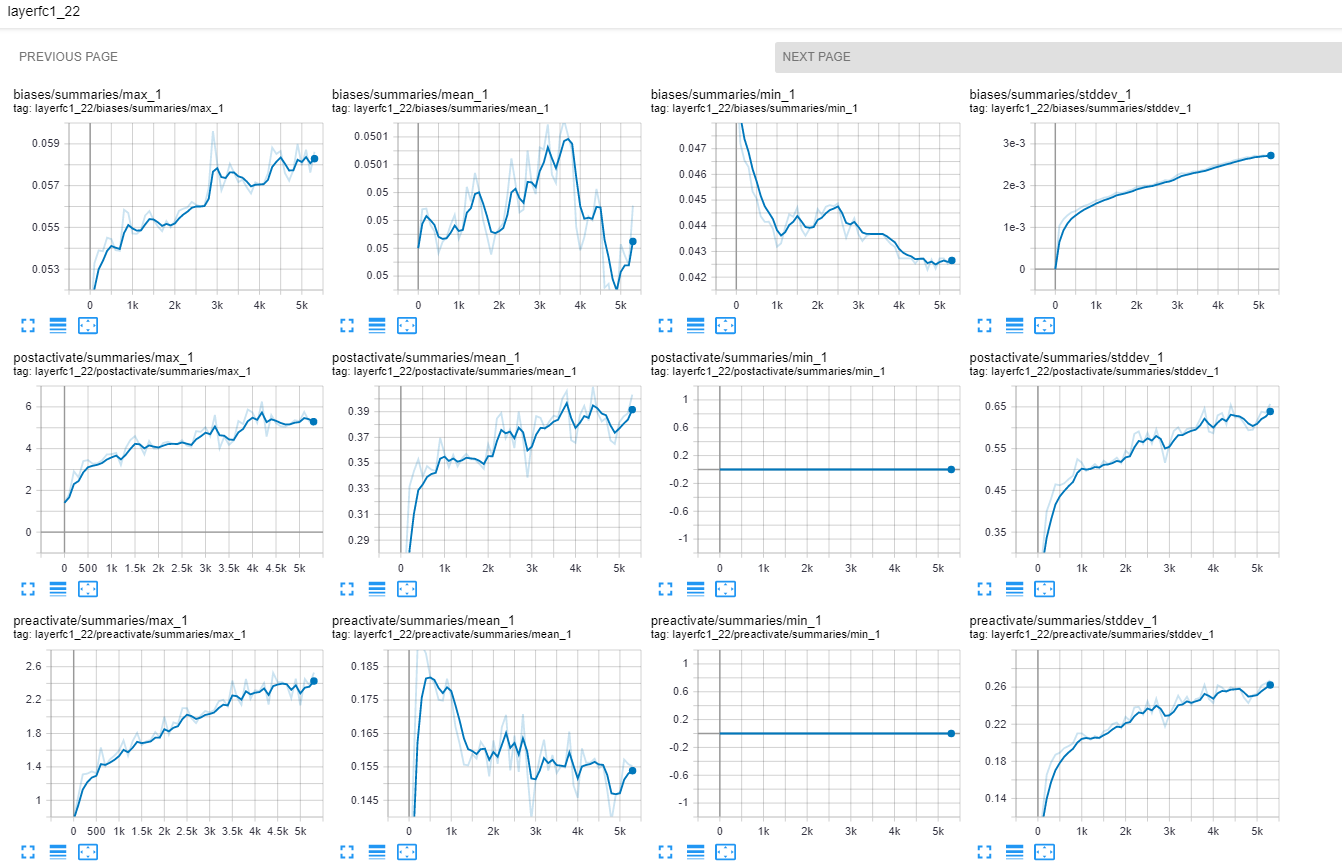 layerfc1_22
PREVIOUS PAGE
NEXT PAGE
biases/summaries/max_1
tag: layerfc1_22/biases/summaries/max_1
0.059
0.057
0.055
0.053
0 1k 2k 3k 4k 5k
biases/summaries/mean_1
tag: layerfc1_22/biases/summaries/mean_1
0.0501
0.0501
0.05
0.05
0.05
0.05
0 1k 2k 3k 4k 5k
biases/summaries/min_1
tag: layerfc1_22/biases/summaries/min_1
0.047
0.046
0.045
0.044
0.043
0.042
0 1k 2k 3k 4k 5k
biases/summaries/stddev_1
tag: layerfc1_22/biases/summaries/stddev_1
3e-3
2e-3
1e-3
0
0 1k 2k 3k 4k 5k
postactivate/summaries/max_1
tag: layerfc1_22/postactivate/summaries/max_1
6
4
2
0
0 500 1k 1.5k 2k 2.5k 3k 3.5k 4k 4.5k 5k
postactivate/summaries/mean_1
tag: layerfc1_22/postactivate/summaries/mean_1
0.39
0.37
0.35
0.33
0.31
0.29
0 1k 2k 3k 4k 5k
postactivate/summaries/min_1
tag: layerfc1_22/postactivate/summaries/min_1
1
0.6
0.2
-0.2
-0.6
-1
0 1k 2k 3k 4k 5k
postactivate/summaries/stddev_1
tag: layerfc1_22/postactivate/summaries/stddev_1
0.65
0.55
0.45
0.35
0 1k 2k 3k 4k 5k
preactivate/summaries/max_1
tag: layerfc1_22/preactivate/summaries/max_1
2.6
2.2
1.8
1.4
1
0 500 1k 1.5k 2k 2.5k 3k 3.5k 4k 4.5k 5k
preactivate/summaries/mean_1
tag: layerfc1_22/preactivate/summaries/mean_1
0.185
0.175
0.165
0.155
0.145
0 1k 2k 3k 4k 5k
preactivate/summaries/min_1
tag: layerfc1_22/preactivate/summaries/min_1
1
0.6
0.2
-0.2
-0.6
-1
0 1k 2k 3k 4k 5k
preactivate/summaries/stddev_1
tag: layerfc1_22/preactivate/summaries/stddev_1
0.26
0.22
0.18
0.14
0 1k 2k 3k 4k 5k